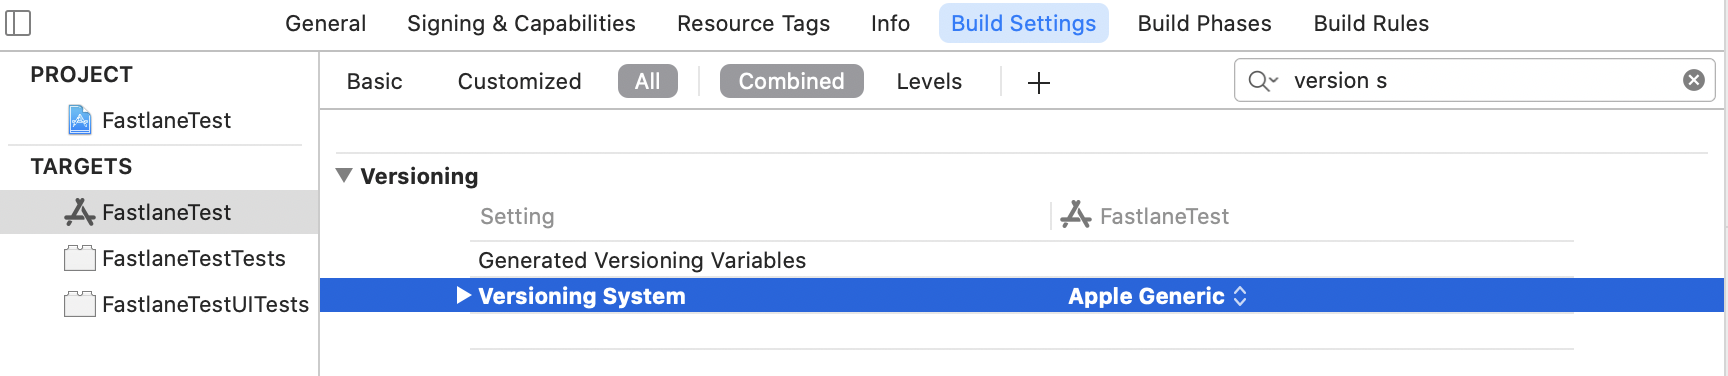 General Signing & Capabilities Resource Tags Info Build Settings Build Phases Build Rules
PROJECT
FastlaneTest
TARGETS
FastlaneTest
FastlaneTestTests
FastlaneTestUITests
Basic Customized All Combined Levels version s
Versioning
Setting FastlaneTest
Generated Versioning Variables
Versioning System Apple Generic